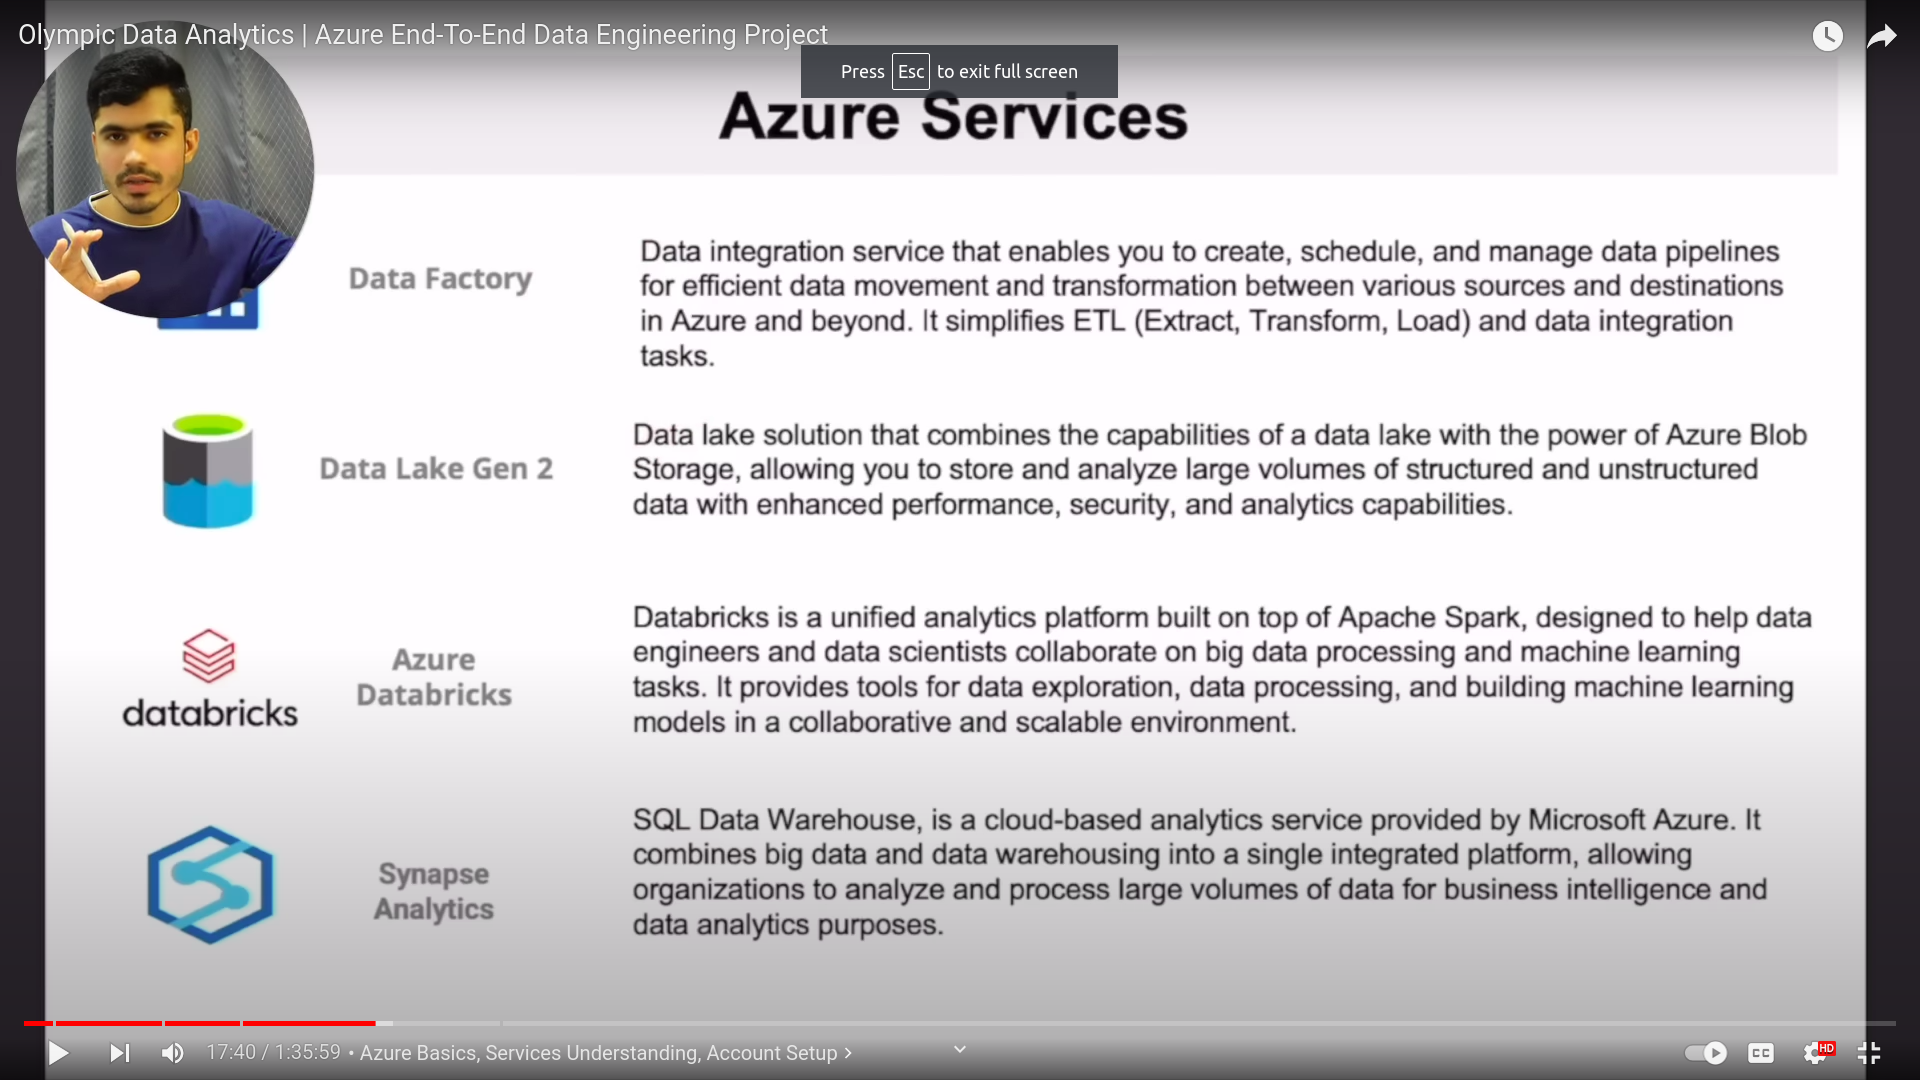 Olympic Data Analytics | Azure End-To-End Data Engineering Project
Press Esc to exit full screen
Azure Services
Data Factory
Data integration service that enables you to create, schedule, and manage data pipelines
for efficient data movement and transformation between various sources and destinations
in Azure and beyond. It simplifies ETL (Extract, Transform, Load) and data integration
tasks.
Data Lake Gen 2
Data lake solution that combines the capabilities of a data lake with the power of Azure Blob
Storage, allowing you to store and analyze large volumes of structured and unstructured
data with enhanced performance, security, and analytics capabilities.
databricks
Azure
Databricks
Databricks is a unified analytics platform built on top of Apache Spark, designed to help data
engineers and data scientists collaborate on big data processing and machine learning
tasks. It provides tools for data exploration, data processing, and building machine learning
models in a collaborative and scalable environment.
Synapse
Analytics
SQL Data Warehouse, is a cloud-based analytics service provided by Microsoft Azure. It
combines big data and data warehousing into a single integrated platform, allowing
organizations to analyze and process large volumes of data for business intelligence and
data analytics purposes.
17:40 / 1:35:59 • Azure Basics, Services Understanding, Account Setup >
CC
HD